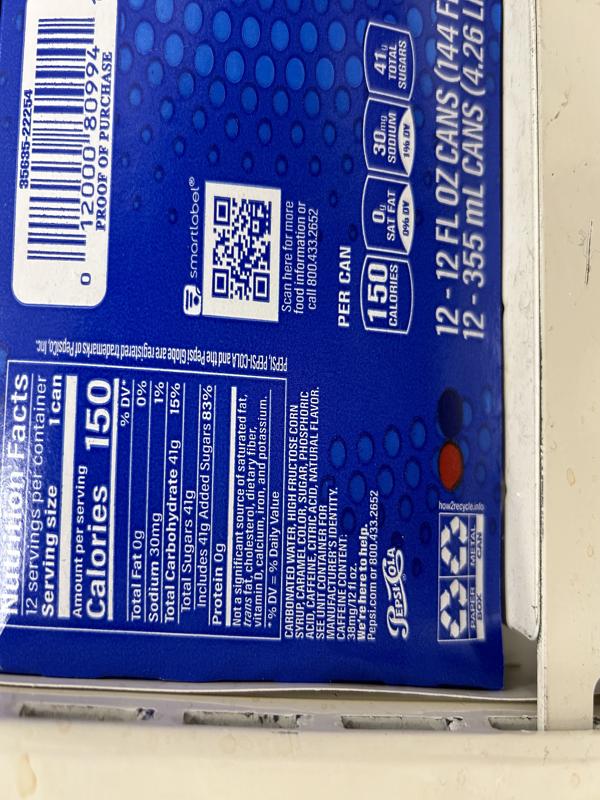 Nutrition Facts
12 servings per container
Serving size 1 can
Amount per serving
Calories 150
% DV*
Total Fat 0g 0%
Sodium 30mg 1%
Total Carbohydrate 41g 15%
Total Sugars 41g
Includes 41g Added Sugars 83%
Protein 0g
Not a significant source of saturated fat,
trans fat, cholesterol, dietary fiber,
vitamin D, calcium, iron, and potassium.
* % DV = % Daily Value
PEPSI, PEPSI-COLA and the Pepsi Globe are registered trademarks of PepsiCo, Inc.
CARBONATED WATER, HIGH FRUCTOSE CORN
SYRUP, CARAMEL COLOR, SUGAR, PHOSPHORIC
ACID, CAFFEINE, CITRIC ACID, NATURAL FLAVOR.
SEE UNIT CONTAINER FOR
MANUFACTURER'S IDENTITY.
CAFFEINE CONTENT:
38mg/12 fl oz.
We're here to help.
Pepsi.com or 800.433.2652
PEPSI-COLA
how2recycle.info
PAPER BOX
METAL CAN
35685-22254
0 12000 80994
PROOF OF PURCHASE
smartlabel®
Scan here for more
food information or
call 800.433.2652
PER CAN
150 CALORIES
0g SAT FAT 0% DV
30mg SODIUM 1% DV
41g TOTAL SUGARS
12 - 12 FL OZ CANS (144 F
12 - 355 mL CANS (4.26 L